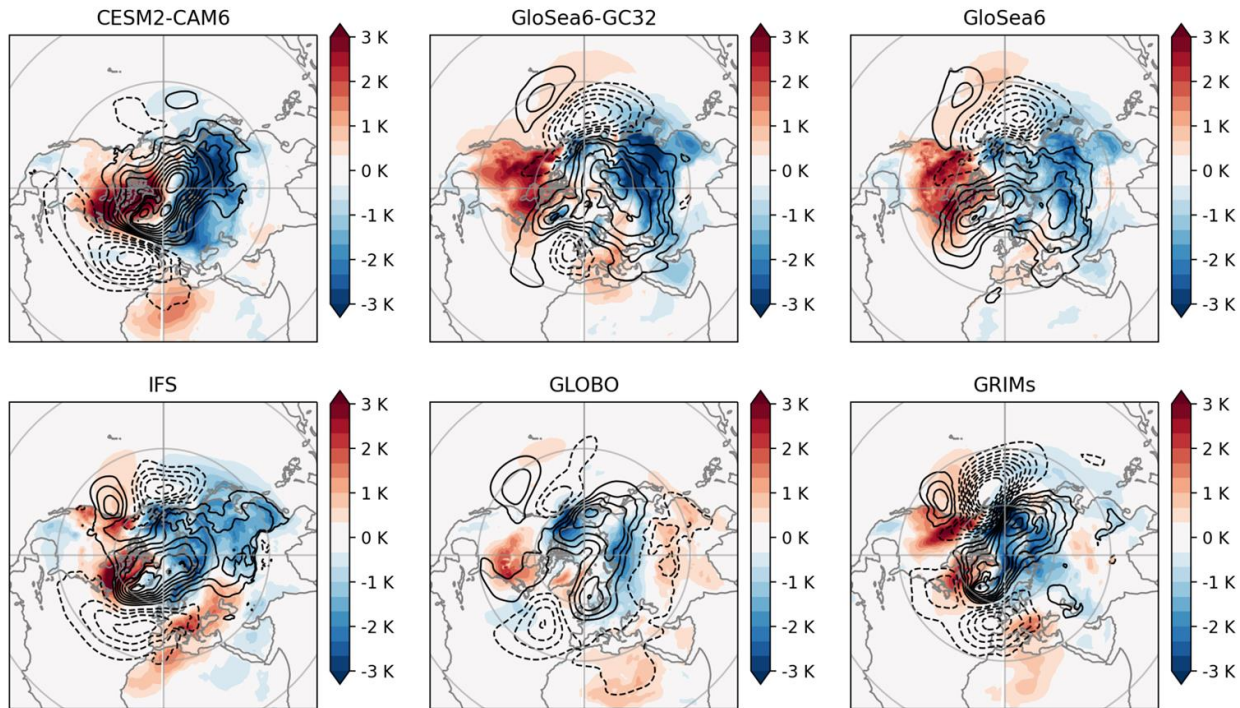 CESM2-CAM6
3 K
2 K
1 K
0 K
-1 K
-2 K
-3 K
GloSea6-GC32
3 K
2 K
1 K
0 K
-1 K
-2 K
-3 K
GloSea6
3 K
2 K
1 K
0 K
-1 K
-2 K
-3 K
IFS
3 K
2 K
1 K
0 K
-1 K
-2 K
-3 K
GLOBO
3 K
2 K
1 K
0 K
-1 K
-2 K
-3 K
GRIMs
3 K
2 K
1 K
0 K
-1 K
-2 K
-3 K